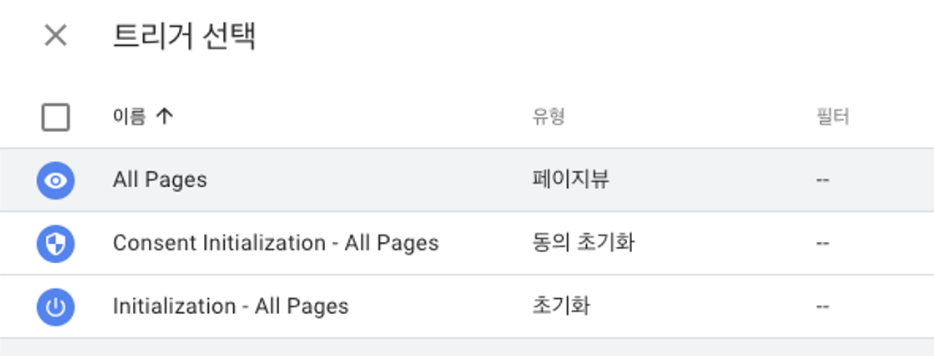 트리거 선택
이름 ↑ 유형 필터
All Pages 페이지뷰 --
Consent Initialization - All Pages 동의 초기화 --
Initialization - All Pages 초기화 --